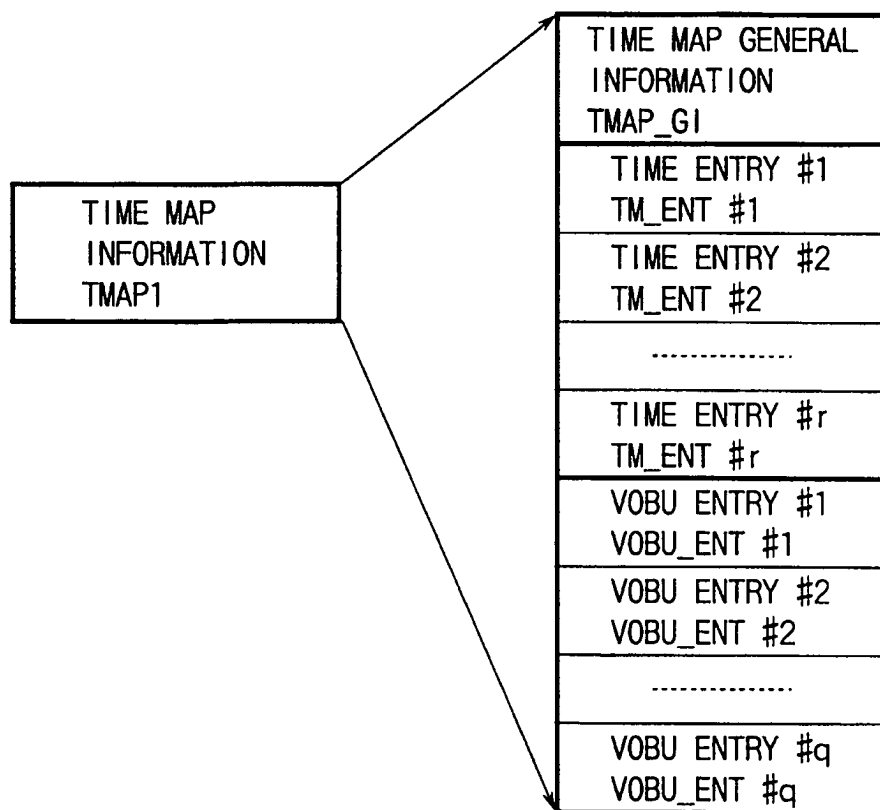 TIME MAP
INFORMATION
TMAP1
TIME MAP GENERAL
INFORMATION
TMAP_GI
TIME ENTRY #1
TM_ENT #1
TIME ENTRY #2
TM_ENT #2
TIME ENTRY #r
TM_ENT #r
VOBU ENTRY #1
VOBU_ENT #1
VOBU ENTRY #2
VOBU_ENT #2
VOBU ENTRY #q
VOBU_ENT #q